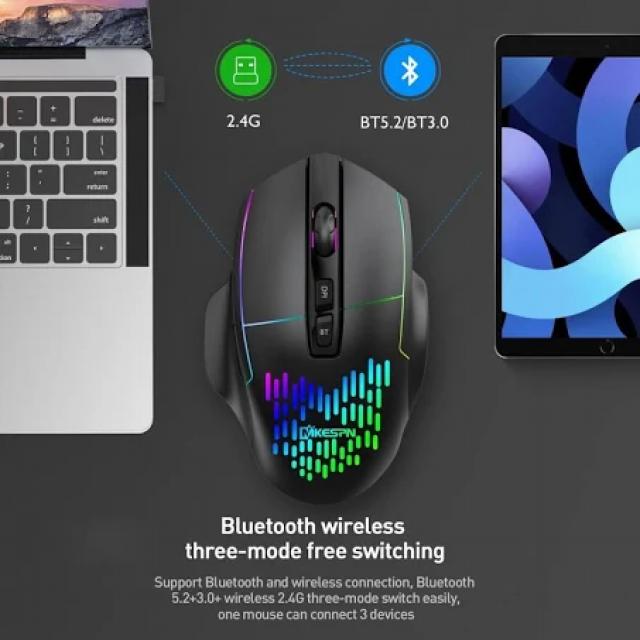 2.4G
BT5.2/BT3.0
delete
enter
return
shift
DPI
BT
MKESPN
Bluetooth wireless
three-mode free switching
Support Bluetooth and wireless connection, Bluetooth
5.2+3.0+ wireless 2.4G three-mode switch easily,
one mouse can connect 3 devices